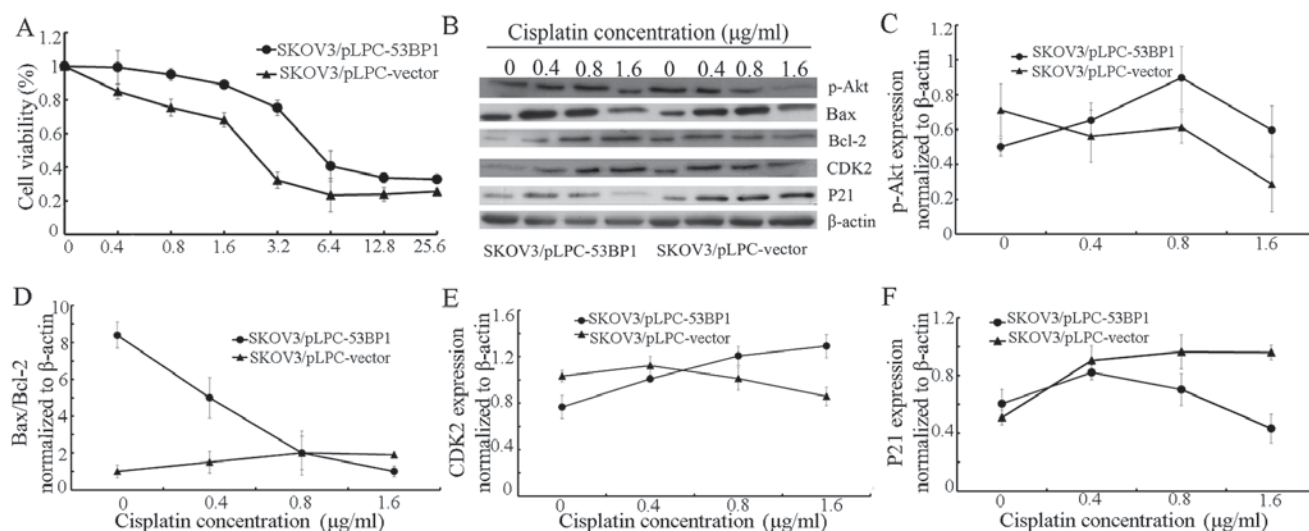 A
Cell viability (%)
1.2
1
0.8
0.6
0.4
0.2
0
SKOV3/pLPC-53BP1
SKOV3/pLPC-vector
0 0.4 0.8 1.6 3.2 6.4 12.8 25.6
B
Cisplatin concentration (μg/ml)
0 0.4 0.8 1.6 0 0.4 0.8 1.6
p-Akt
Bax
Bcl-2
CDK2
P21
β-actin
SKOV3/pLPC-53BP1 SKOV3/pLPC-vector
C
p-Akt expression
normalized to β-actin
1.2
1
0.8
0.6
0.4
0.2
0
SKOV3/pLPC-53BP1
SKOV3/pLPC-vector
0 0.4 0.8 1.6
D
Bax/Bcl-2
normalized to β-actin
10
8
6
4
2
0
SKOV3/pLPC-53BP1
SKOV3/pLPC-vector
0 0.4 0.8 1.6
Cisplatin concentration (μg/ml)
E
CDK2 expression
normalized to β-actin
1.6
1.2
0.8
0.4
0
SKOV3/pLPC-53BP1
SKOV3/pLPC-vector
0 0.4 0.8 1.6
Cisplatin concentration (μg/ml)
F
P21 expression
normalized to β-actin
1.2
0.8
0.4
0
SKOV3/pLPC-53BP1
SKOV3/pLPC-vector
0 0.4 0.8 1.6
Cisplatin concentration (μg/ml)